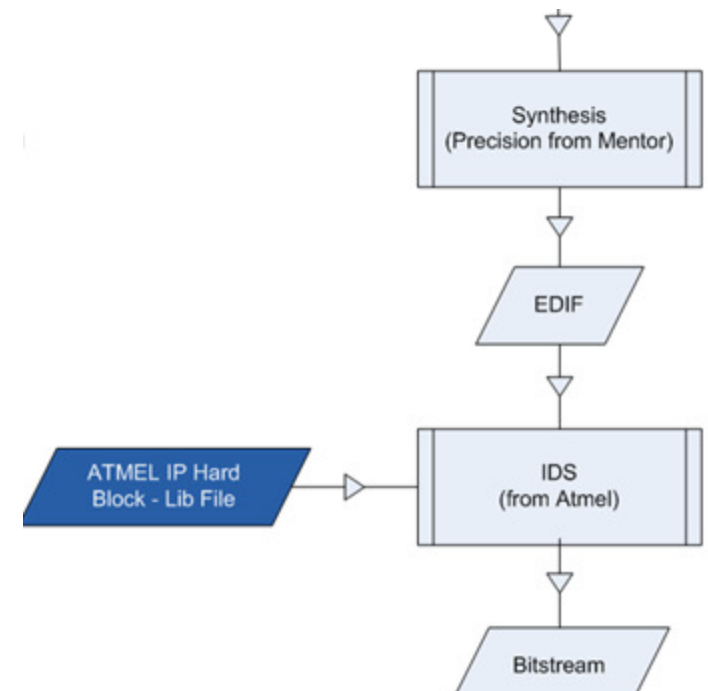 Synthesis
(Precision from Mentor)
EDIF
ATMEL IP Hard
Block - Lib File
IDS
(from Atmel)
Bitstream